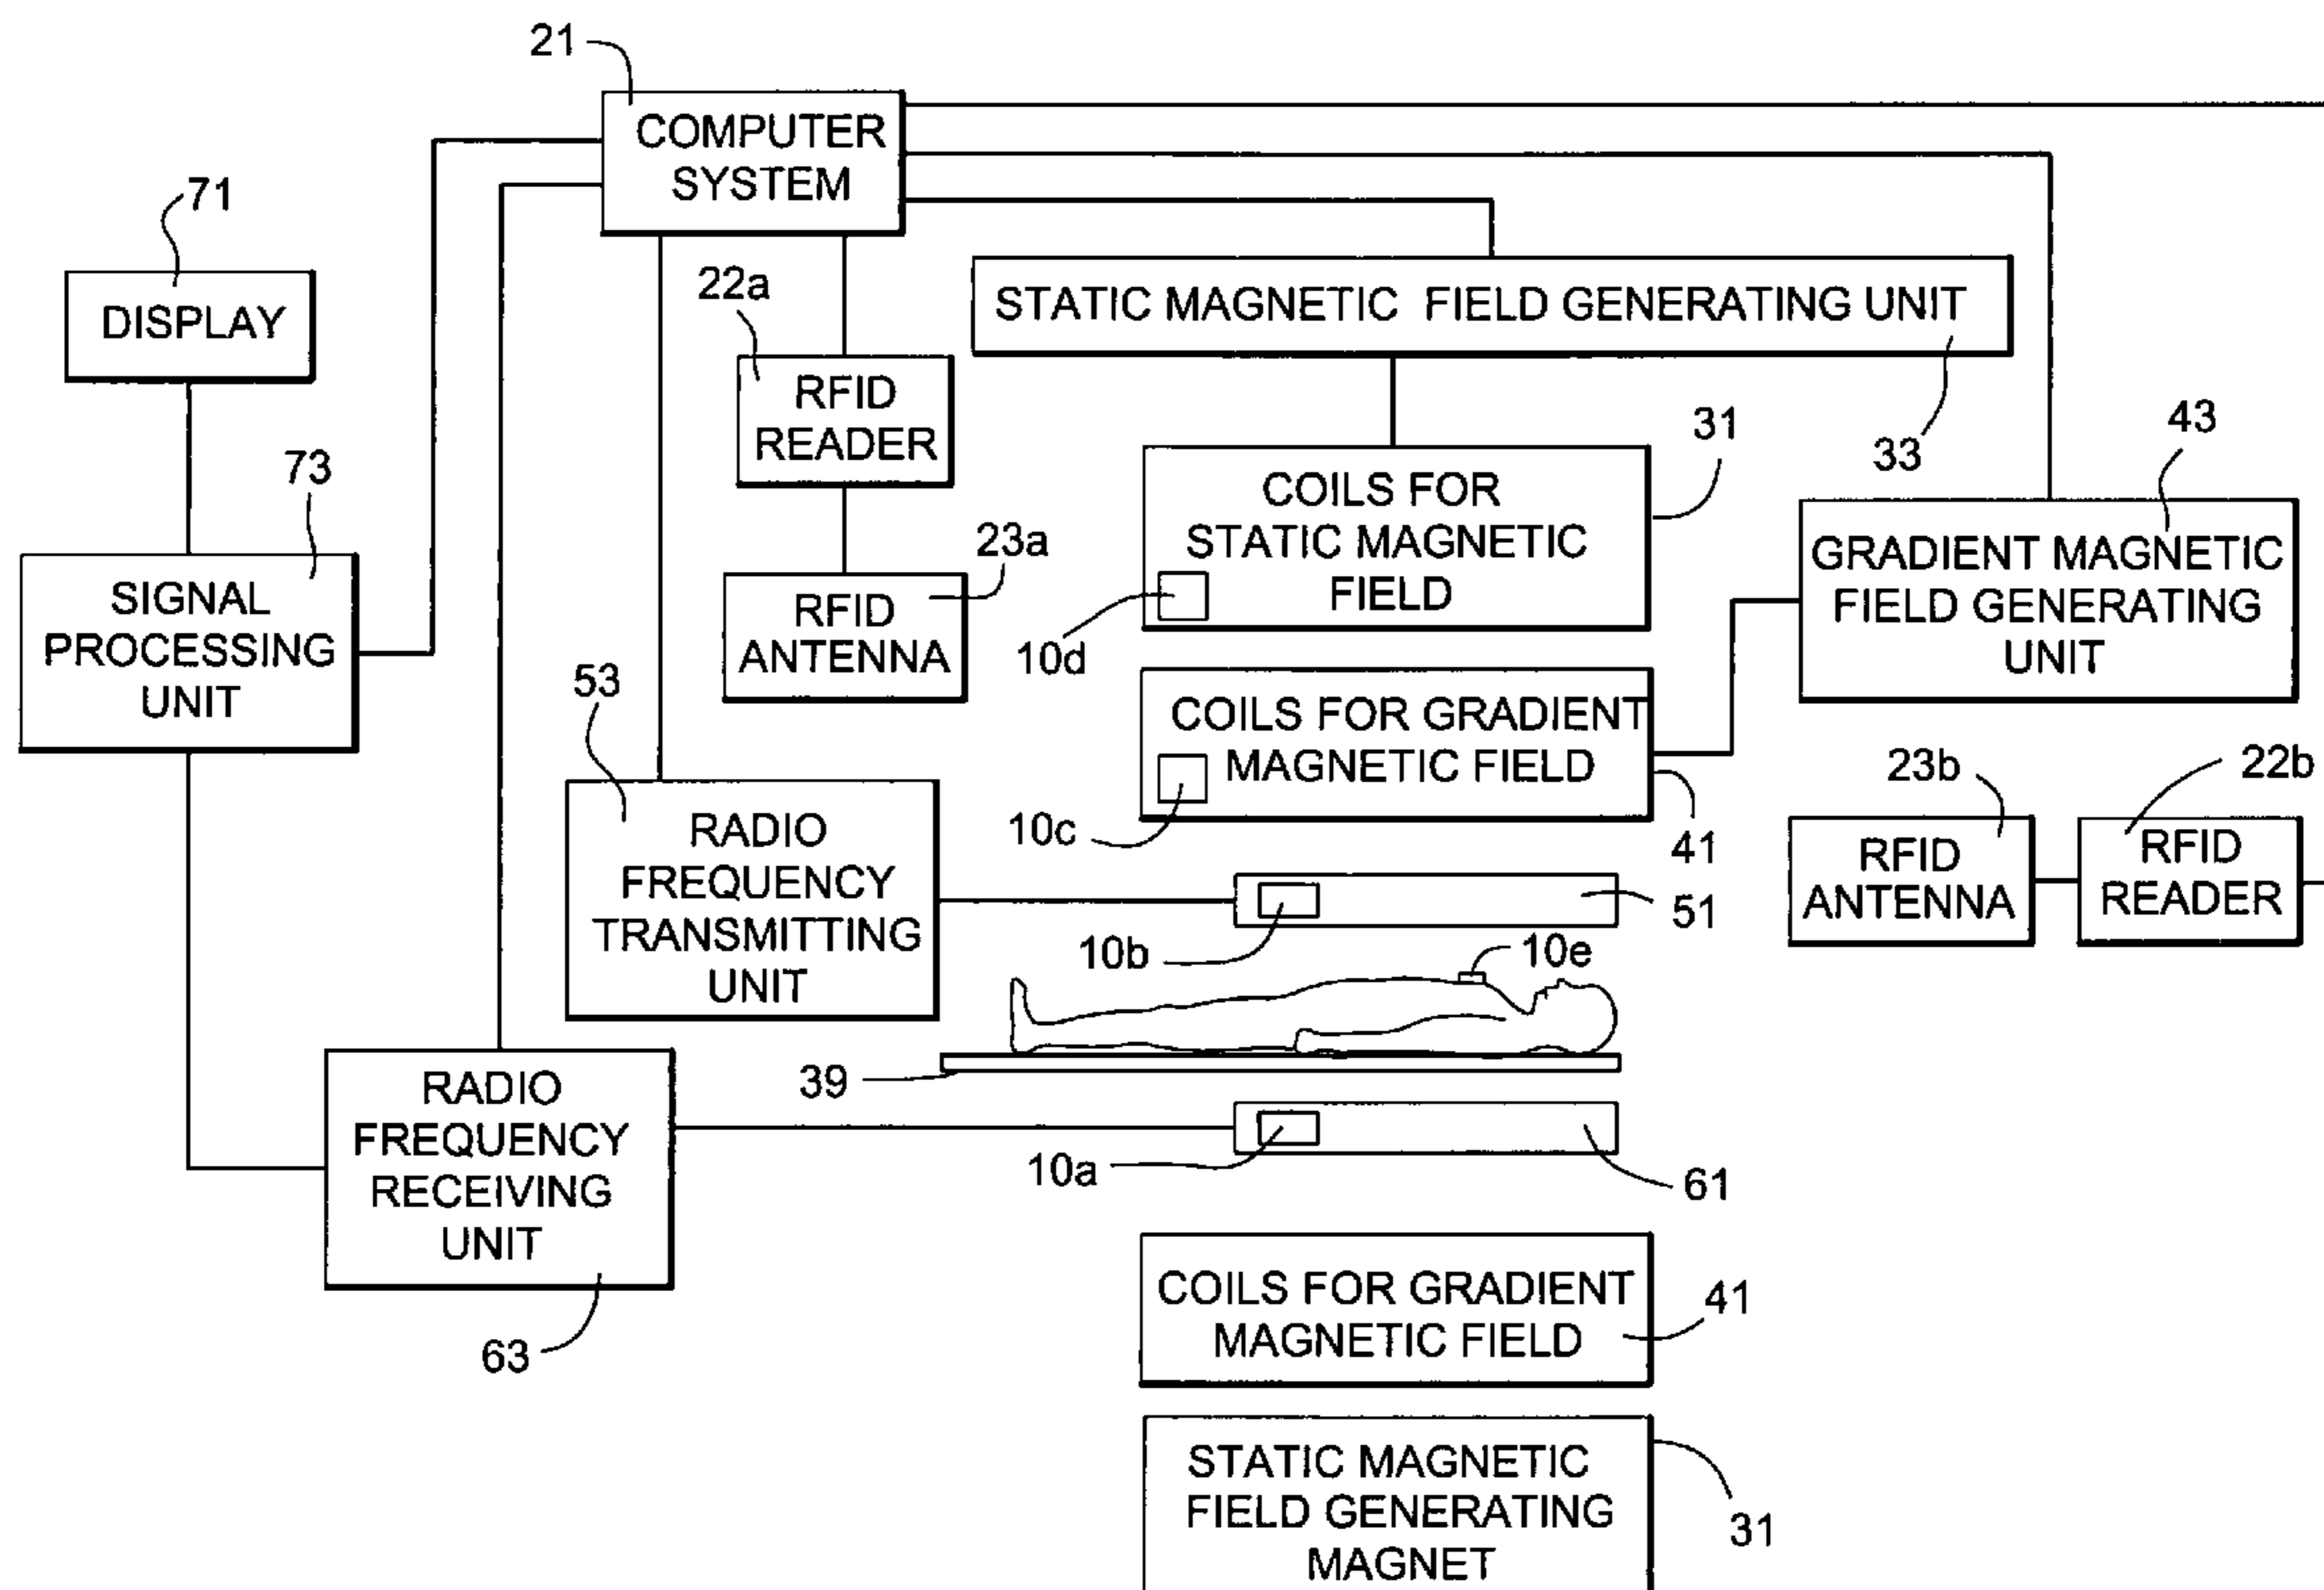 21
COMPUTER
SYSTEM
71
DISPLAY
22a
RFID
READER
STATIC MAGNETIC FIELD GENERATING UNIT
33
73
SIGNAL
PROCESSING
UNIT
23a
RFID
ANTENNA
31
COILS FOR
STATIC MAGNETIC
FIELD
10d
43
GRADIENT MAGNETIC
FIELD GENERATING
UNIT
COILS FOR GRADIENT
MAGNETIC FIELD
10c
41
53
RADIO
FREQUENCY
TRANSMITTING
UNIT
23b
RFID
ANTENNA
22b
RFID
READER
51
10b
10e
39
RADIO
FREQUENCY
RECEIVING
UNIT
63
10a
61
COILS FOR GRADIENT
MAGNETIC FIELD
41
STATIC MAGNETIC
FIELD GENERATING
MAGNET
31